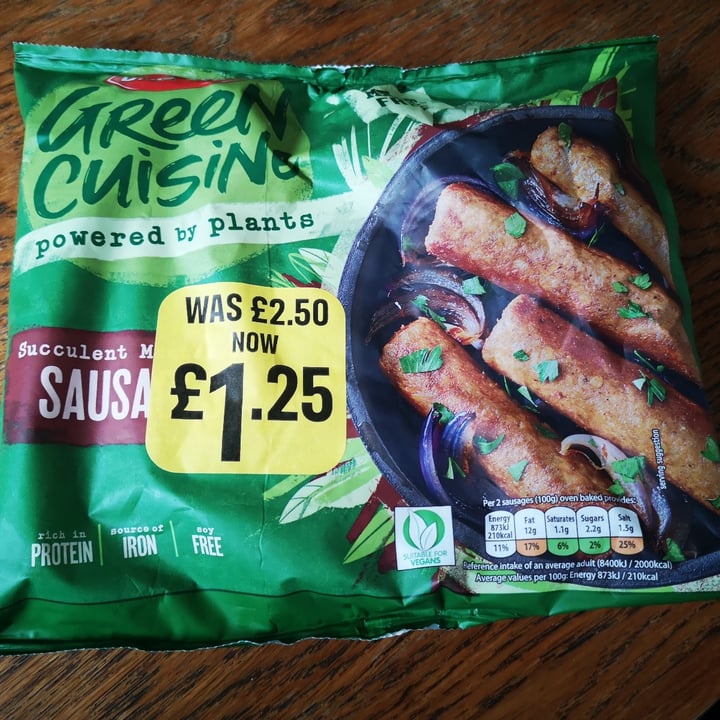 GReeN
CUiSiNe
powered by plants
FREE
WAS £2.50
NOW
£1.25
Succulent M
SAUSA
rich in
PROTEIN
source of
IRON
soy
FREE
SUITABLE FOR
VEGANS
serving suggestion
Per 2 sausages (100g) oven baked provides:
Energy 873kJ 210kcal 11%
Fat 12g 17%
Saturates 1.1g 6%
Sugars 2.2g 2%
Salt 1.5g 25%
Reference intake of an average adult (8400kJ / 2000kcal)
Average values per 100g: Energy 873kJ / 210kcal